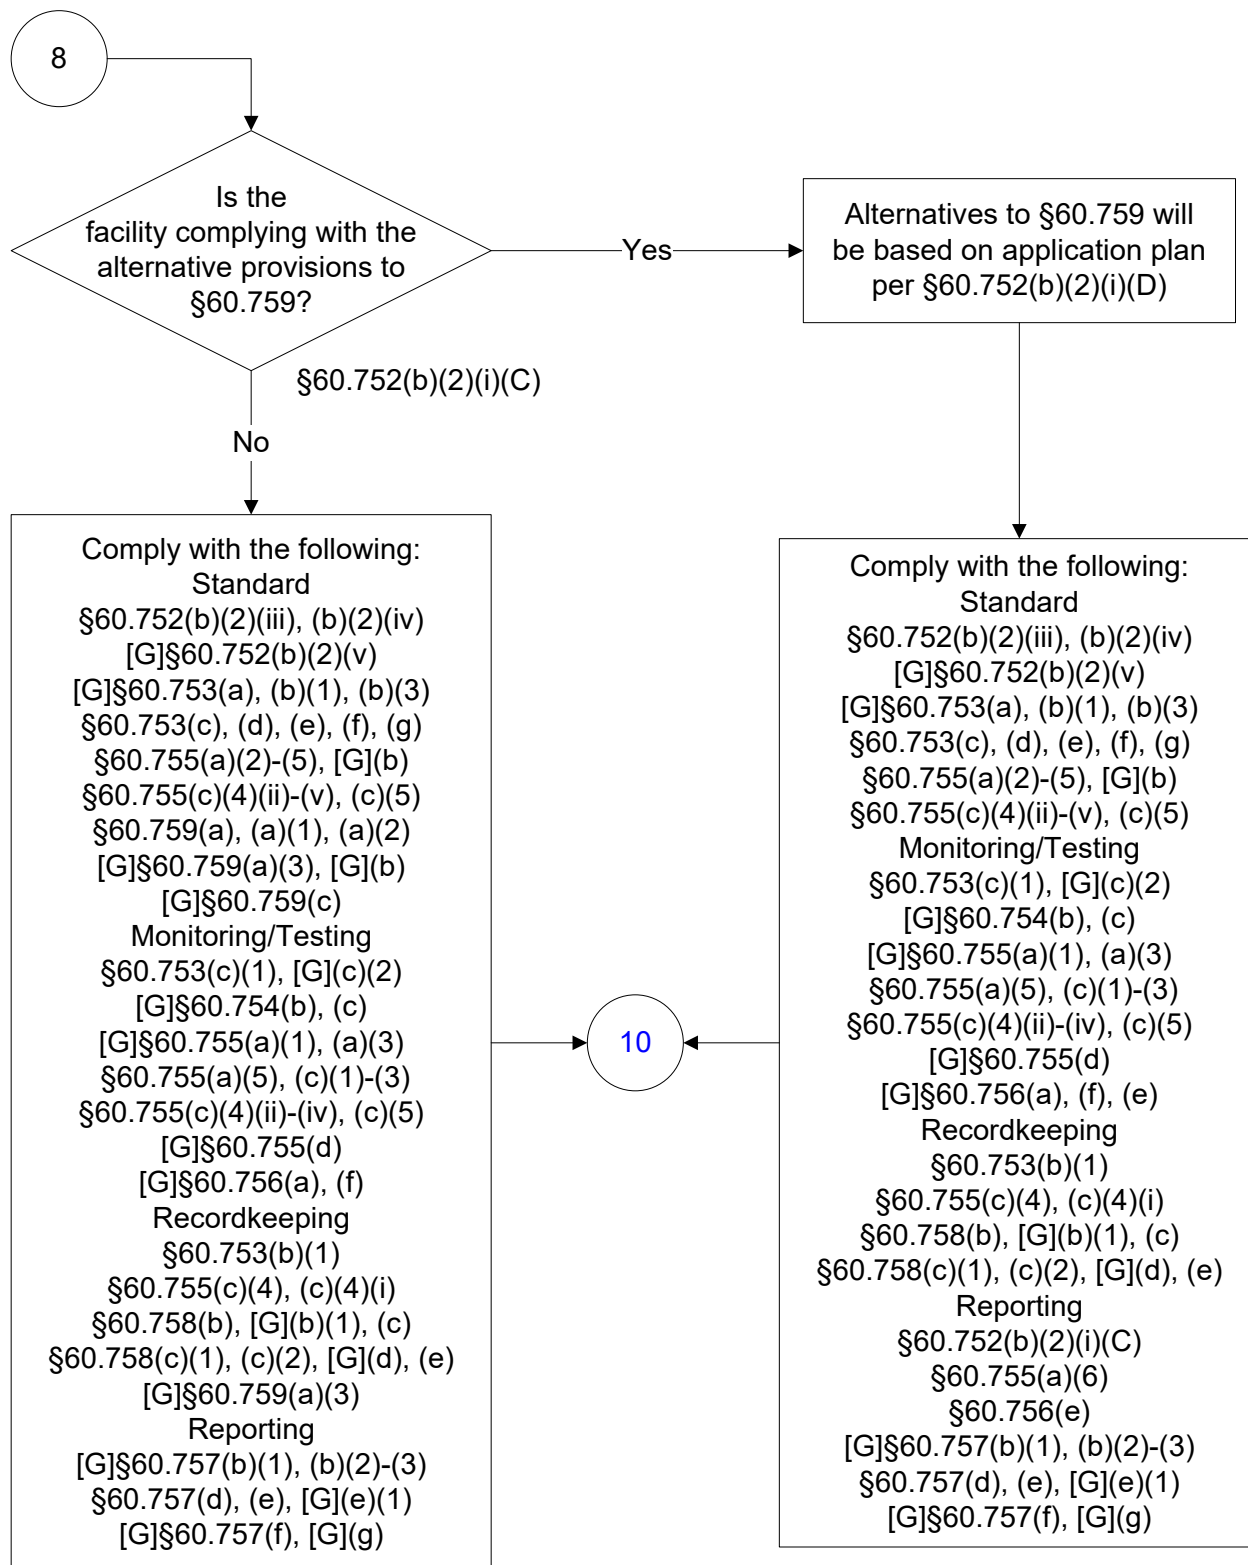 8
Is the
facility complying with the
alternative provisions to
§60.759?
Yes
Alternatives to §60.759 will
be based on application plan
per §60.752(b)(2)(i)(D)
§60.752(b)(2)(i)(C)
No
Comply with the following:
Standard
§60.752(b)(2)(iii), (b)(2)(iv)
[G]§60.752(b)(2)(v)
[G]§60.753(a), (b)(1), (b)(3)
§60.753(c), (d), (e), (f), (g)
§60.755(a)(2)-(5), [G](b)
§60.755(c)(4)(ii)-(v), (c)(5)
§60.759(a), (a)(1), (a)(2)
[G]§60.759(a)(3), [G](b)
[G]§60.759(c)
Monitoring/Testing
§60.753(c)(1), [G](c)(2)
[G]§60.754(b), (c)
[G]§60.755(a)(1), (a)(3)
§60.755(a)(5), (c)(1)-(3)
§60.755(c)(4)(ii)-(iv), (c)(5)
[G]§60.755(d)
[G]§60.756(a), (f)
Recordkeeping
§60.753(b)(1)
§60.755(c)(4), (c)(4)(i)
§60.758(b), [G](b)(1), (c)
§60.758(c)(1), (c)(2), [G](d), (e)
[G]§60.759(a)(3)
Reporting
[G]§60.757(b)(1), (b)(2)-(3)
§60.757(d), (e), [G](e)(1)
[G]§60.757(f), [G](g)
10
Comply with the following:
Standard
§60.752(b)(2)(iii), (b)(2)(iv)
[G]§60.752(b)(2)(v)
[G]§60.753(a), (b)(1), (b)(3)
§60.753(c), (d), (e), (f), (g)
§60.755(a)(2)-(5), [G](b)
§60.755(c)(4)(ii)-(v), (c)(5)
Monitoring/Testing
§60.753(c)(1), [G](c)(2)
[G]§60.754(b), (c)
[G]§60.755(a)(1), (a)(3)
§60.755(a)(5), (c)(1)-(3)
§60.755(c)(4)(ii)-(iv), (c)(5)
[G]§60.755(d)
[G]§60.756(a), (f), (e)
Recordkeeping
§60.753(b)(1)
§60.755(c)(4), (c)(4)(i)
§60.758(b), [G](b)(1), (c)
§60.758(c)(1), (c)(2), [G](d), (e)
Reporting
§60.752(b)(2)(i)(C)
§60.755(a)(6)
§60.756(e)
[G]§60.757(b)(1), (b)(2)-(3)
§60.757(d), (e), [G](e)(1)
[G]§60.757(f), [G](g)